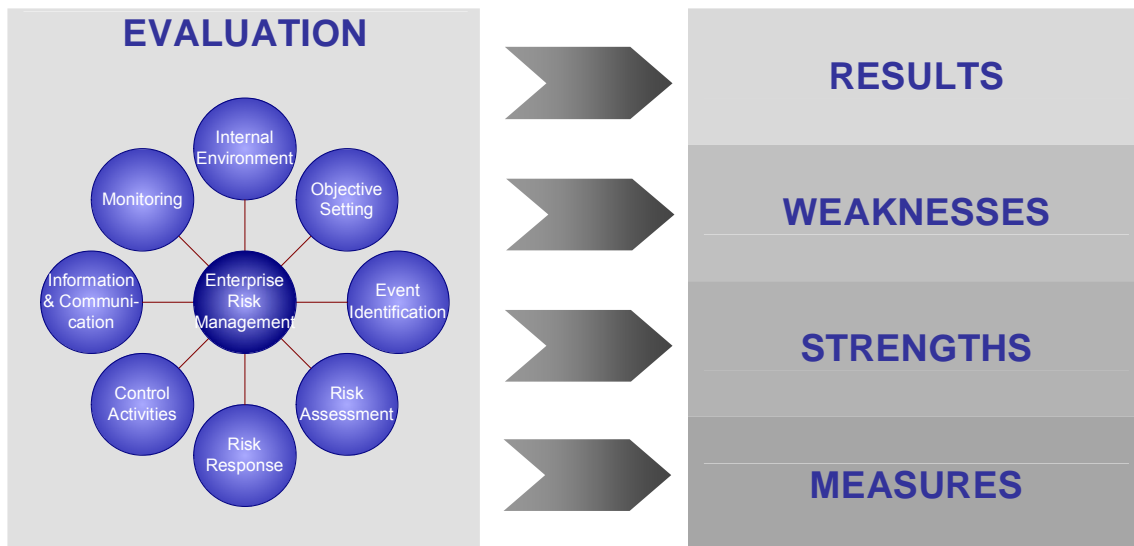 EVALUATION
Internal
Environment
Objective
Setting
Event
Identification
Risk
Assessment
Risk
Response
Control
Activities
Information
& Communi-
cation
Monitoring
Enterprise
Risk
Management
RESULTS
WEAKNESSES
STRENGTHS
MEASURES